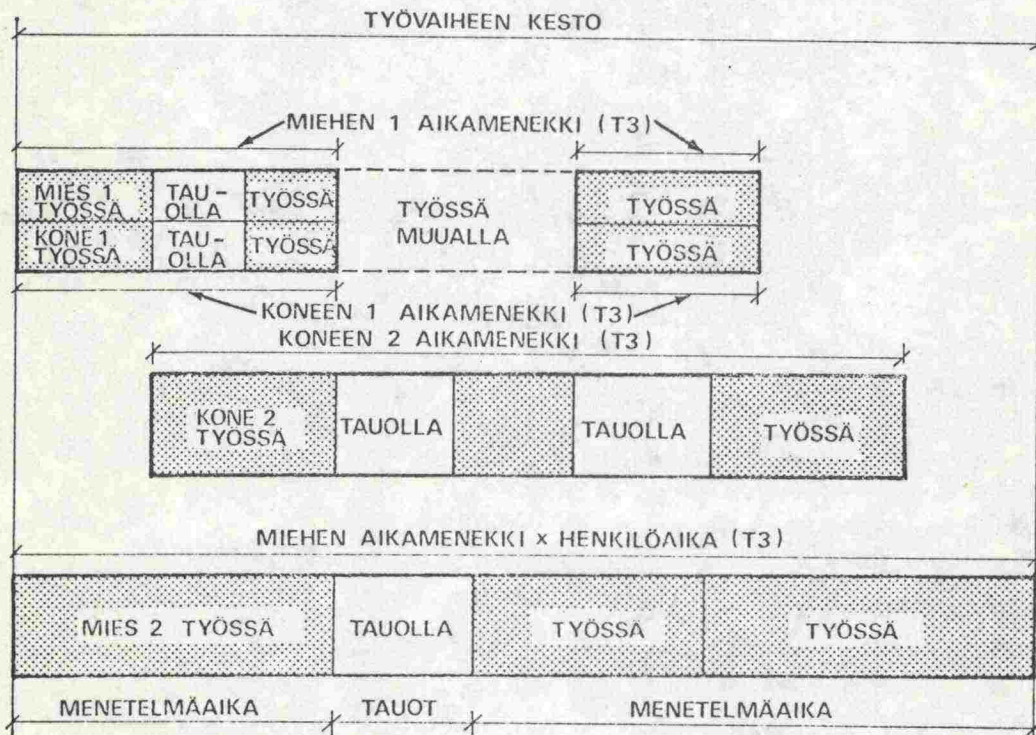 TYÖVAIHEEN KESTO
MIEHEN 1 AIKAMENEKKI (T3)
MIES 1 TYÖSSÄ
TAU-OLLA
TYÖSSÄ
TYÖSSÄ MUUALLA
TYÖSSÄ
KONE 1 TYÖSSÄ
TAU-OLLA
TYÖSSÄ
TYÖSSÄ
KONEEN 1 AIKAMENEKKI (T3)
KONEEN 2 AIKAMENEKKI (T3)
KONE 2 TYÖSSÄ
TAUOLLA
TAUOLLA
TYÖSSÄ
MIEHEN AIKAMENEKKI x HENKILÖAIKA (T3)
MIES 2 TYÖSSÄ
TAUOLLA
TYÖSSÄ
TYÖSSÄ
MENETELMÄAIKA
TAUOT
MENETELMÄAIKA